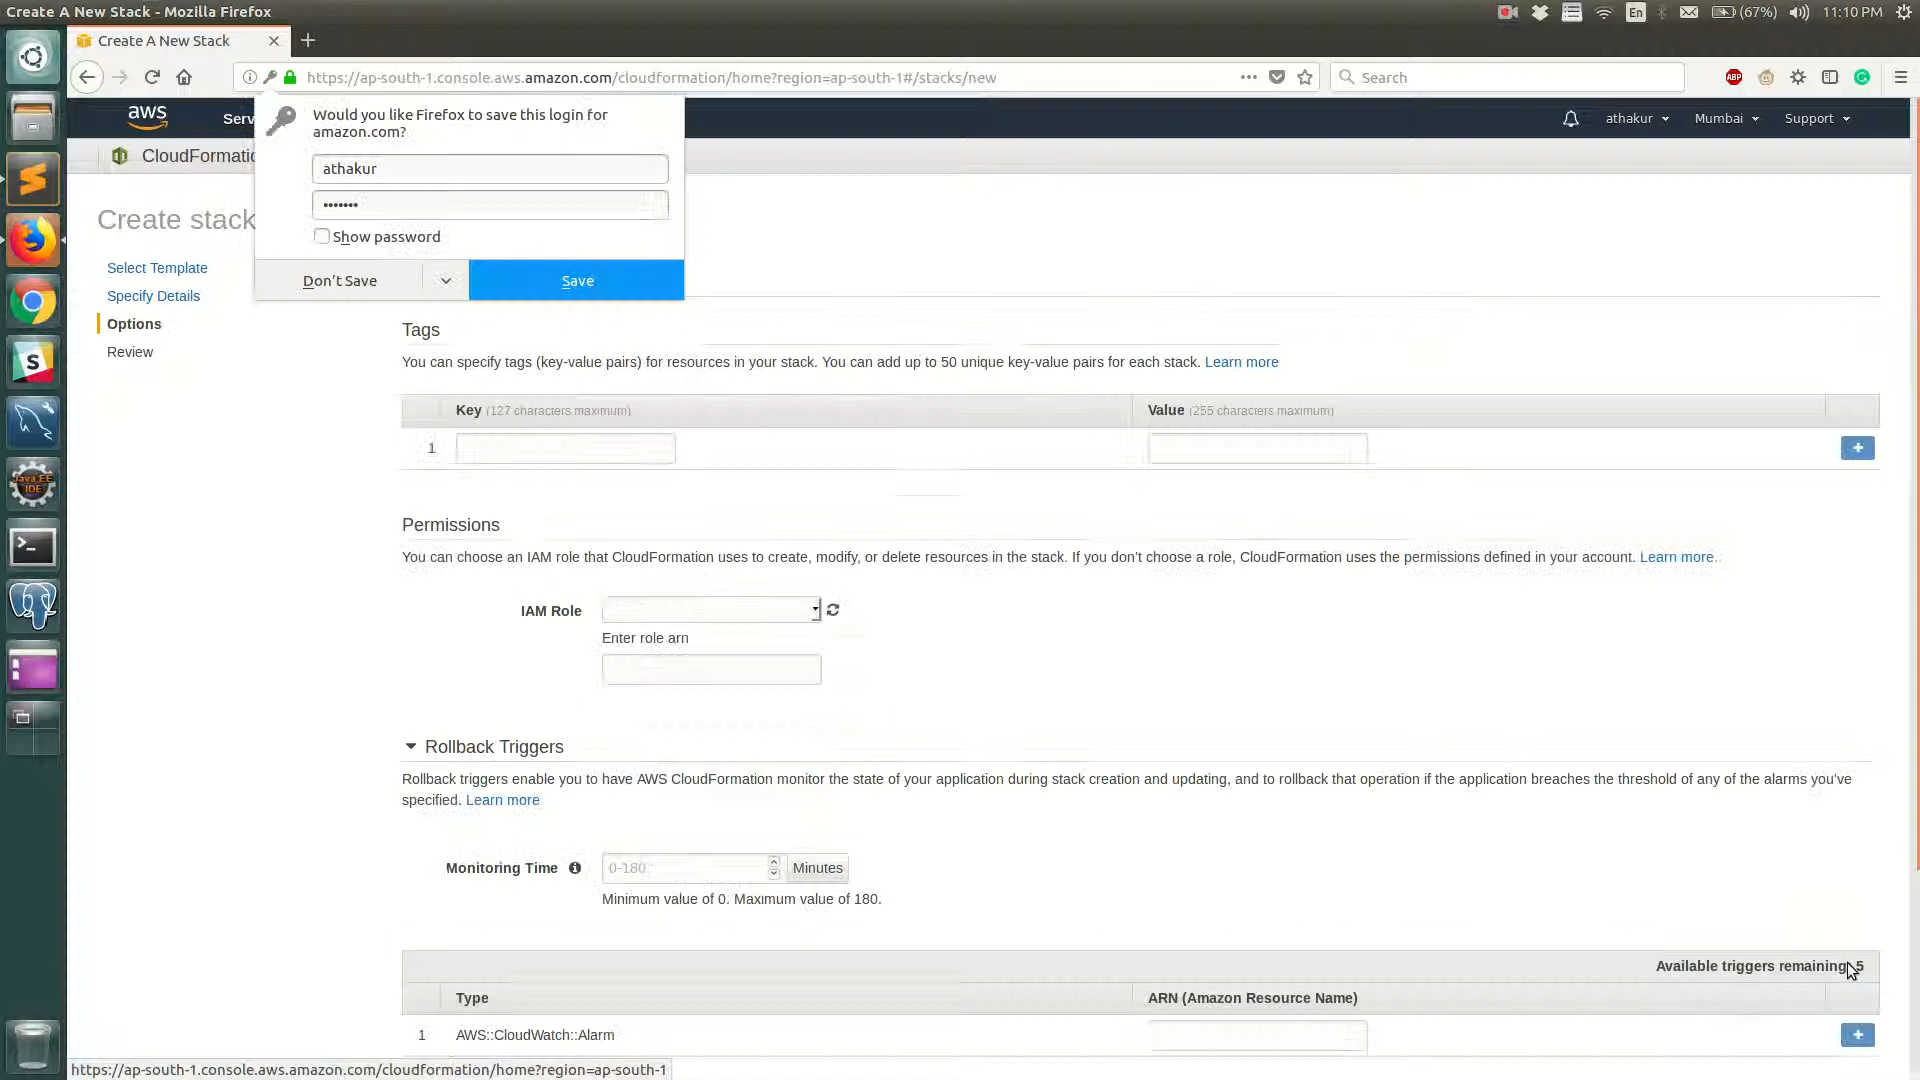 Create A New Stack - Mozilla Firefox
En
(67%)
11:10 PM
Create A New Stack
https://ap-south-1.console.aws.amazon.com/cloudformation/home?region=ap-south-1#/stacks/new
Search
ABP
aws
Serv
athakur
Mumbai
Support
CloudFormatio
Would you like Firefox to save this login for
amazon.com?
athakur
•••••••
Show password
Don't Save
Save
Create stack
Select Template
Specify Details
Options
Review
Tags
You can specify tags (key-value pairs) for resources in your stack. You can add up to 50 unique key-value pairs for each stack. Learn more
Key (127 characters maximum)
Value (255 characters maximum)
1
+
Permissions
You can choose an IAM role that CloudFormation uses to create, modify, or delete resources in the stack. If you don't choose a role, CloudFormation uses the permissions defined in your account. Learn more.
IAM Role
Enter role arn
Rollback Triggers
Rollback triggers enable you to have AWS CloudFormation monitor the state of your application during stack creation and updating, and to rollback that operation if the application breaches the threshold of any of the alarms you've
specified. Learn more
Monitoring Time
0-180
Minutes
Minimum value of 0. Maximum value of 180.
Available triggers remaining 5
Type
ARN (Amazon Resource Name)
1
AWS::CloudWatch::Alarm
+
https://ap-south-1.console.aws.amazon.com/cloudformation/home?region=ap-south-1
Java EE
IDE